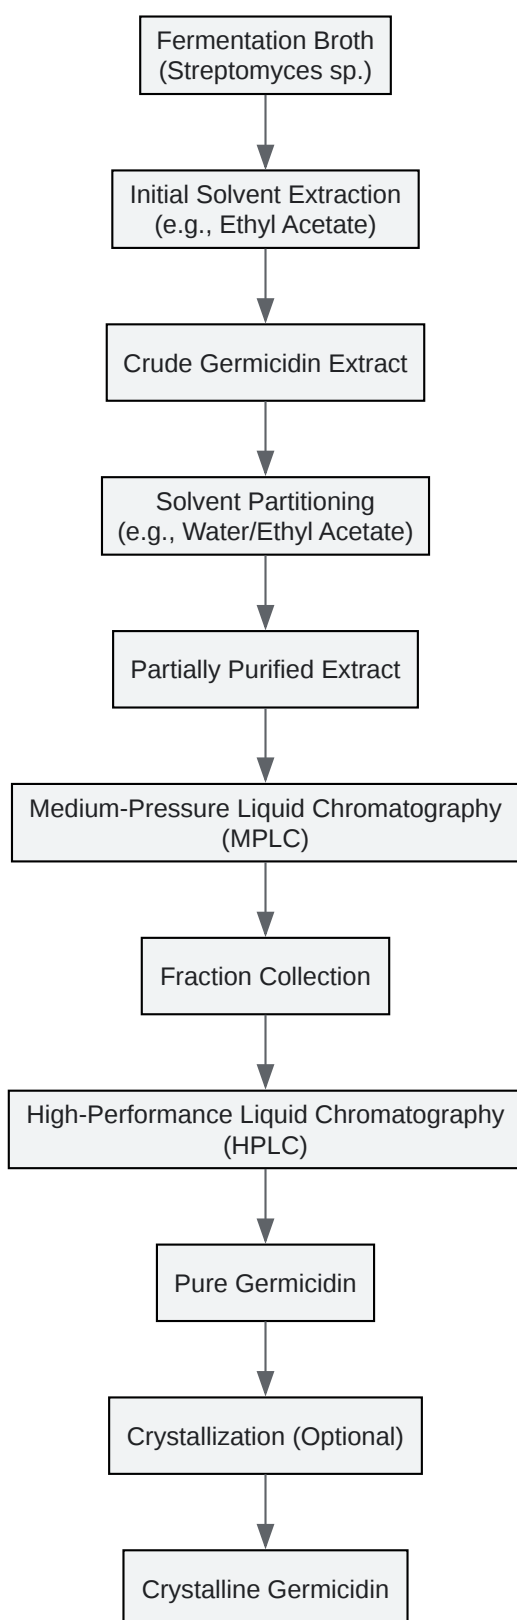 Fermentation Broth
(Streptomyces sp.)
Initial Solvent Extraction
(e.g., Ethyl Acetate)
Crude Germicidin Extract
Solvent Partitioning
(e.g., Water/Ethyl Acetate)
Partially Purified Extract
Medium-Pressure Liquid Chromatography
(MPLC)
Fraction Collection
High-Performance Liquid Chromatography
(HPLC)
Pure Germicidin
Crystallization (Optional)
Crystalline Germicidin